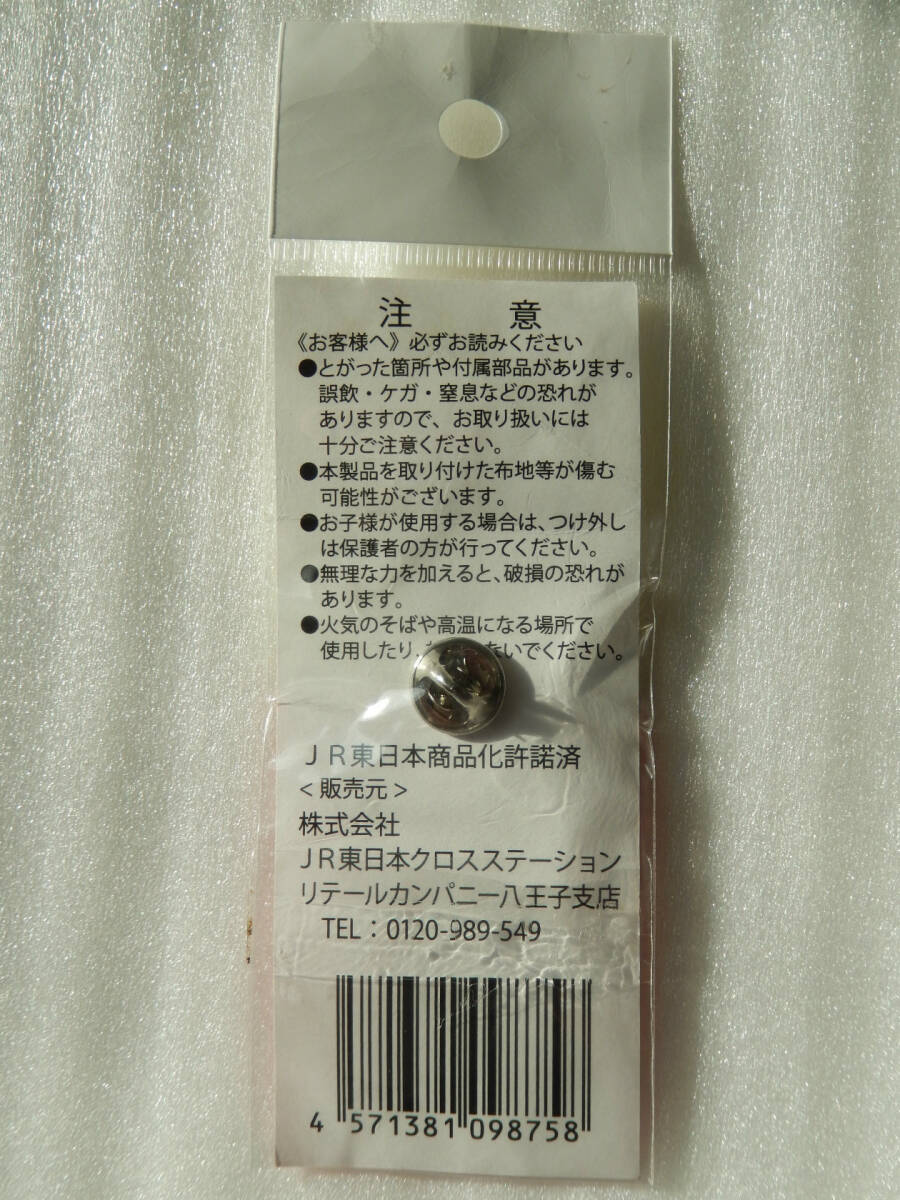 注 意
《お客様へ》必ずお読みください
●とがった箇所や付属部品があります。
誤飲・ケガ・窒息などの恐れが
ありますので、お取り扱いには
十分ご注意ください。
●本製品を取り付けた布地等が傷む
可能性がございます。
●お子様が使用する場合は、つけ外し
は保護者の方が行ってください。
●無理な力を加えると、破損の恐れが
あります。
●火気のそばや高温になる場所で
使用したり、ないでください。
JR東日本商品化許諾済
<販売元>
株式会社
JR東日本クロスステーション
リテールカンパニー八王子支店
TEL：0120-989-549
4 571381 098758